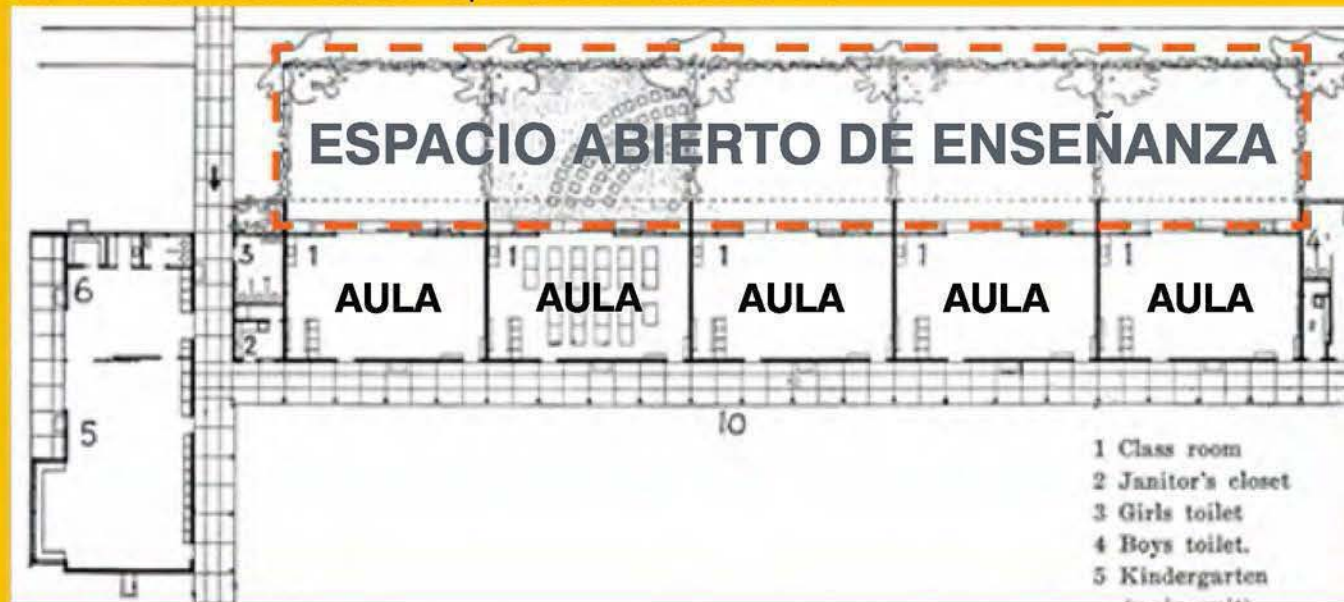 ESPACIO ABIERTO DE ENSEÑANZA
3 1 1 1 1 1 4
AULA AULA AULA AULA AULA
6
2
5
10
1 Class room
2 Janitor's closet
3 Girls toilet
4 Boys toilet.
5 Kindergarten